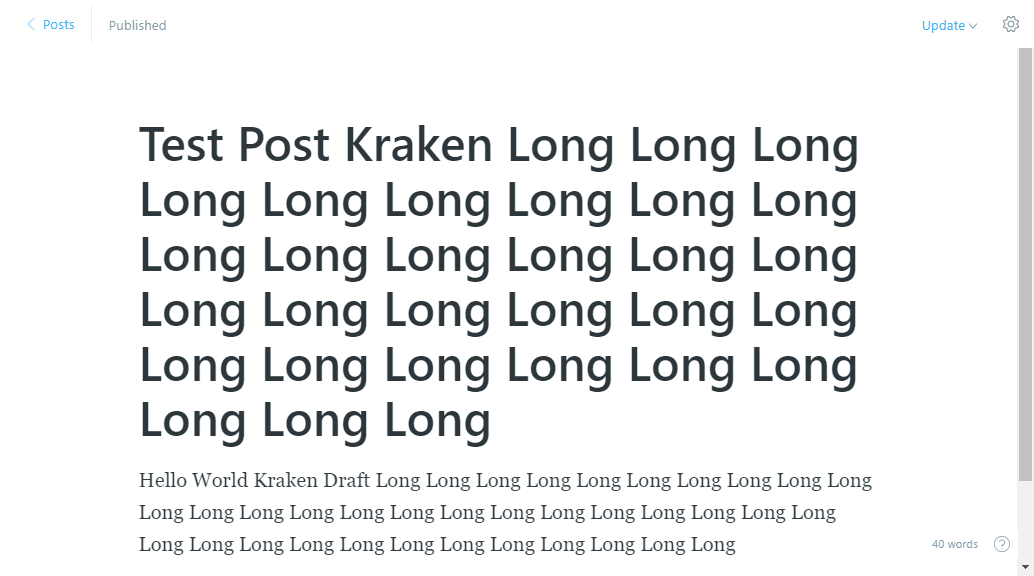 Posts
Published
Update
Test Post Kraken Long Long Long
Long Long Long Long Long Long
Long Long Long Long Long Long
Long Long Long Long Long Long
Long Long Long Long Long Long
Long Long Long
Hello World Kraken Draft Long Long Long Long Long Long Long Long Long Long
Long Long Long Long Long Long Long Long Long Long Long Long Long Long
Long Long Long Long Long Long Long Long Long Long Long Long
40 words
?